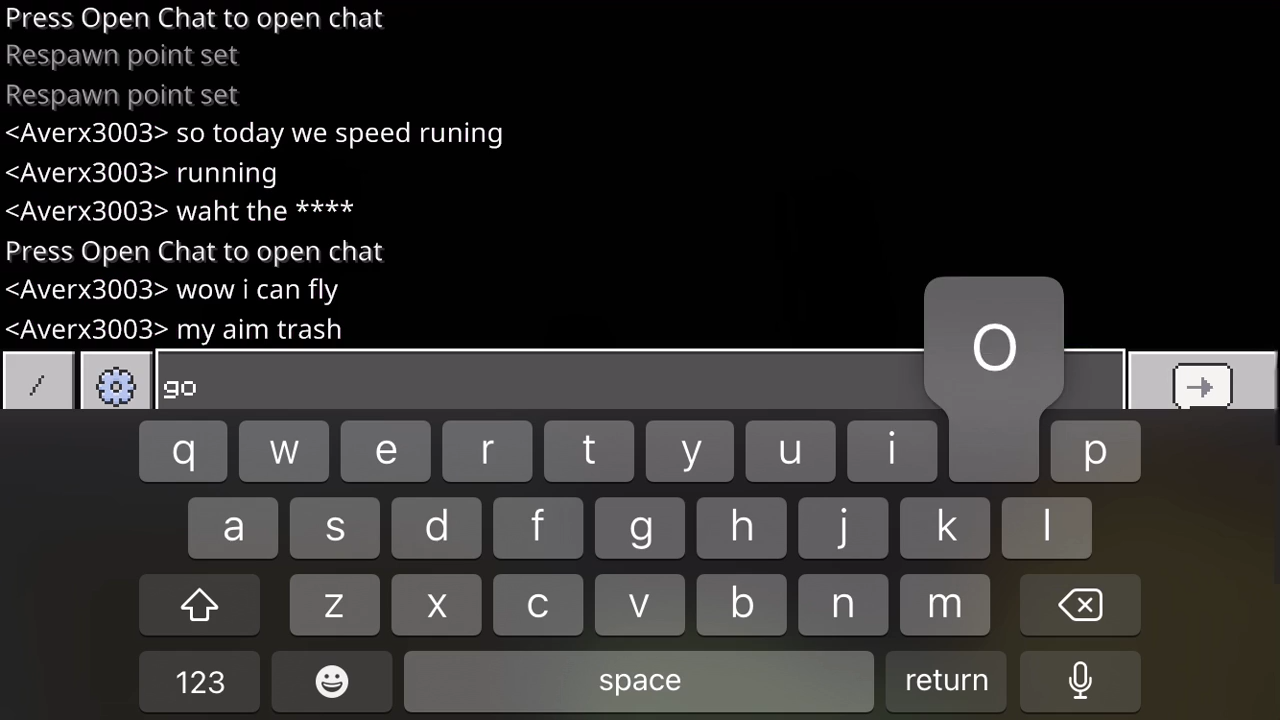 Press Open Chat to open chat
Respawn point set
Respawn point set
<Averx3003> so today we speed runing
<Averx3003> running
<Averx3003> waht the ****
Press Open Chat to open chat
<Averx3003> wow i can fly
<Averx3003> my aim trash
/ go
O
q w e r t y u i p
a s d f g h j k l
z x c v b n m
123 space return